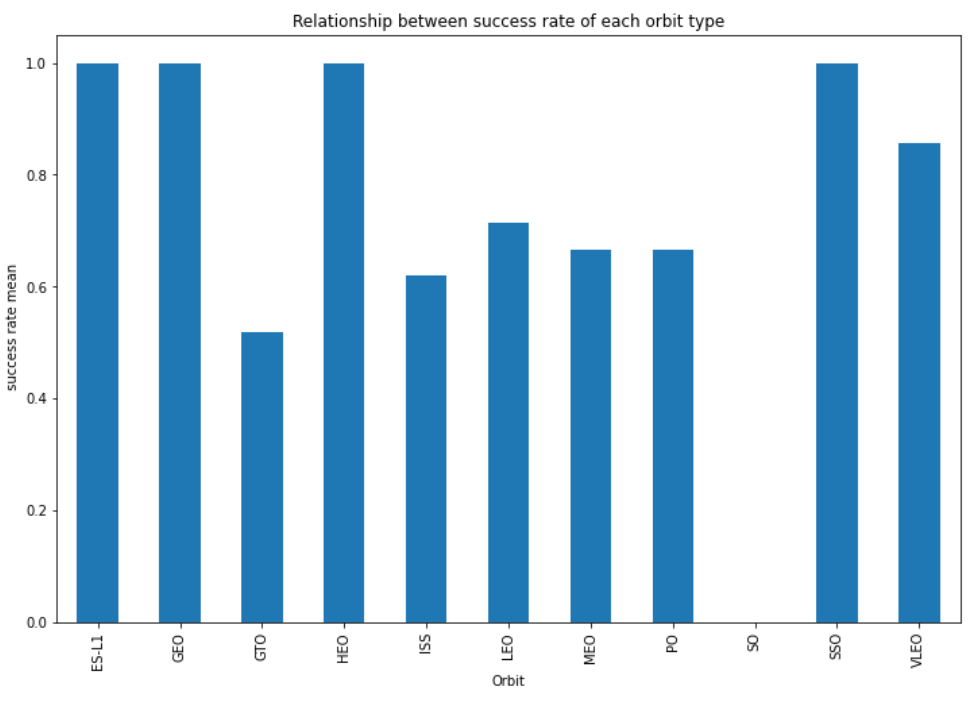 Relationship between success rate of each orbit type
success rate mean
1.0
0.8
0.6
0.4
0.2
0.0
ES-L1
GEO
GTO
HEO
ISS
LEO
MEO
PO
SO
SSO
VLEO
Orbit